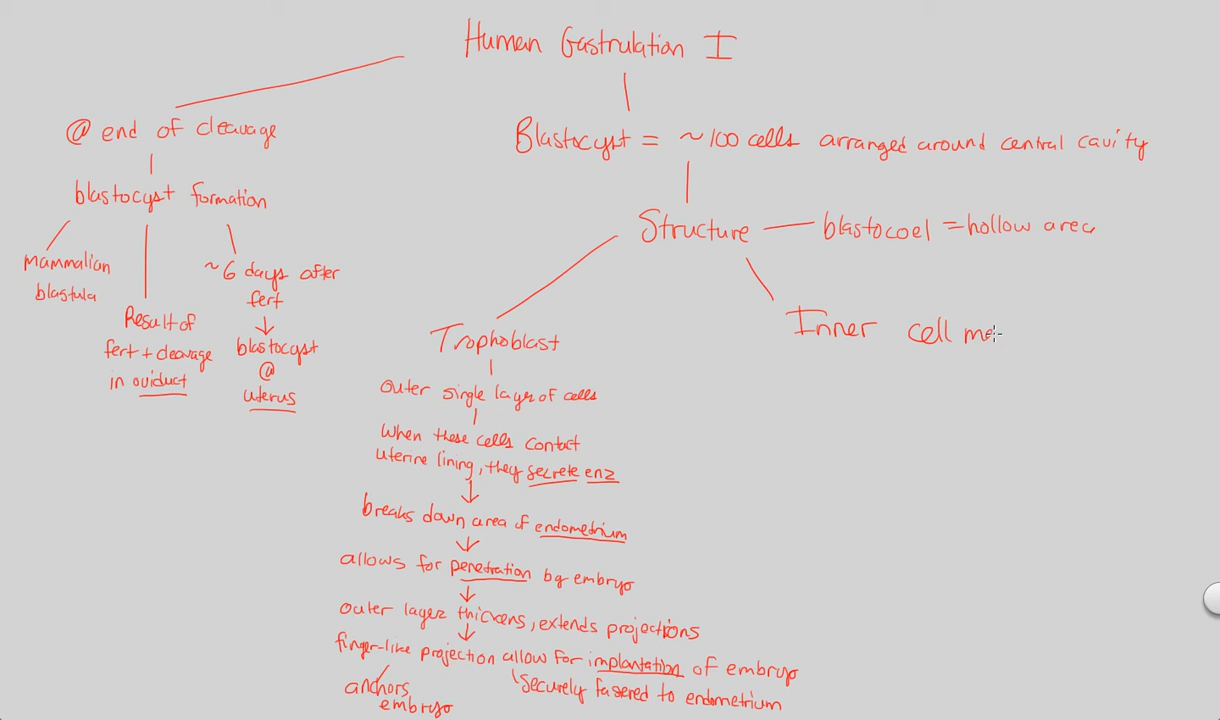 Human Gastrulation I
@ end of cleavage
blastocyst formation
mammalian
blastula
Result of
fert + cleavage
in oviduct
~6 days after
fert
blastocyst
@
uterus
Blastocyst = ~100 cells arranged around central cavity
Structure
blastocoel = hollow area
Trophoblast
outer single layer of cells
When these cells contact
uterine lining, they secrete enz
breaks down area of endometrium
allows for penetration by embryo
outer layer thickens, extends projections
finger-like projection allow for implantation of embryo
anchors
embryo
securely fastened to endometrium
Inner cell ma